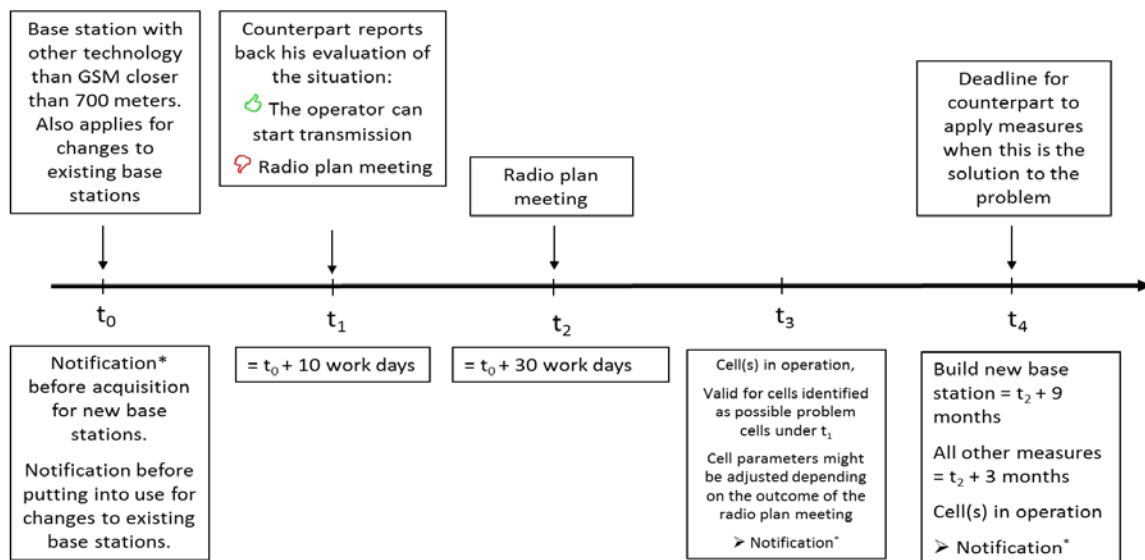 Base station with
other technology
than GSM closer
than 700 meters.
Also applies for
changes to
existing base
stations
Counterpart reports
back his evaluation of
the situation:
The operator can
start transmission
Radio plan meeting
Radio plan
meeting
Deadline for
counterpart to
apply measures
when this is the
solution to the
problem
t₀
t₁
t₂
t₃
t₄
Notification*
before acquisition
for new base
stations.
Notification before
putting into use for
changes to existing
base stations.
= t₀ + 10 work days
= t₀ + 30 work days
Cell(s) in operation,
Valid for cells identified
as possible problem
cells under t₁
Cell parameters might
be adjusted depending
on the outcome of the
radio plan meeting
➢ Notification*
Build new base
station = t₂ + 9
months
All other measures
= t₂ + 3 months
Cell(s) in operation
➢ Notification*